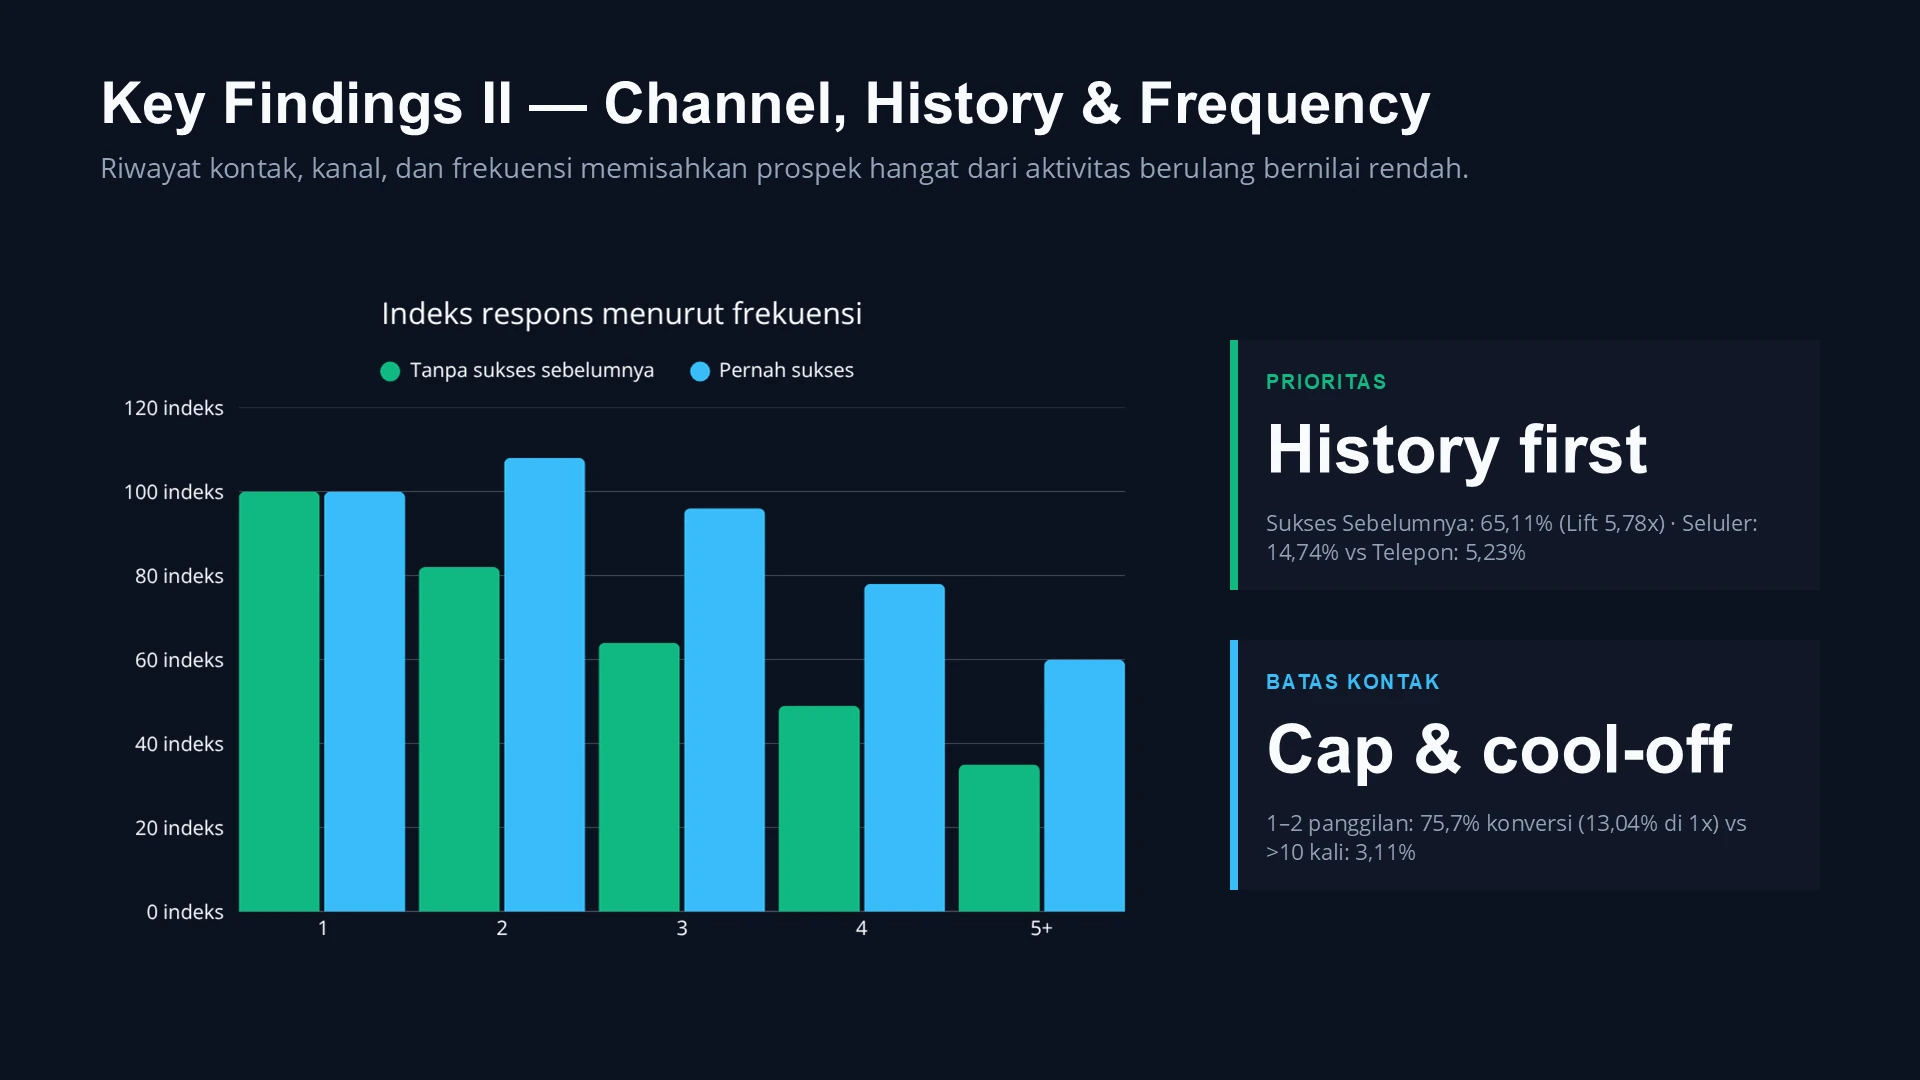 Key Findings II — Channel, History & Frequency
Riwayat kontak, kanal, dan frekuensi memisahkan prospek hangat dari aktivitas berulang bernilai rendah.
Indeks respons menurut frekuensi
Tanpa sukses sebelumnya
Pernah sukses
120 indeks
100 indeks
80 indeks
60 indeks
40 indeks
20 indeks
0 indeks
1
2
3
4
5+
PRIORITAS
History first
Sukses Sebelumnya: 65,11% (Lift 5,78x) · Seluler:
14,74% vs Telepon: 5,23%
BATAS KONTAK
Cap & cool-off
1–2 panggilan: 75,7% konversi (13,04% di 1x) vs
>10 kali: 3,11%